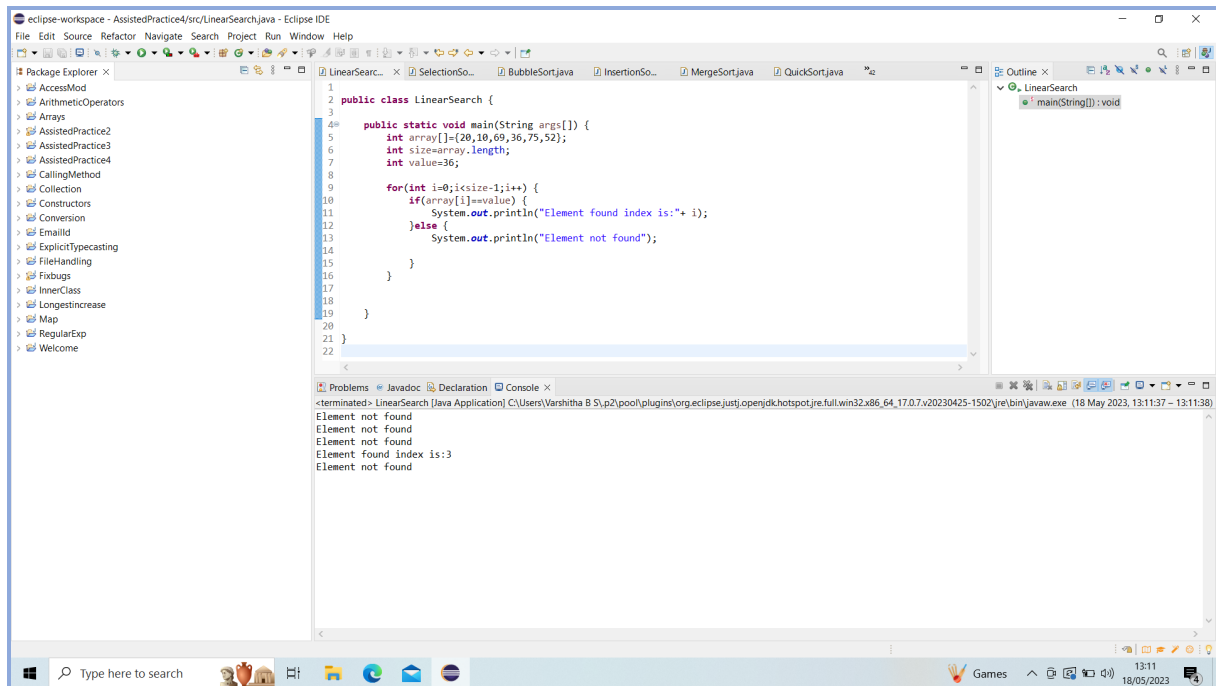 eclipse-workspace - AssistedPractice4/src/LinearSearch.java - Eclipse IDE
File Edit Source Refactor Navigate Search Project Run Window Help
Package Explorer
AccessMod
ArithmeticOperators
Arrays
AssistedPractice2
AssistedPractice3
AssistedPractice4
CallingMethod
Collection
Constructors
Conversion
EmailId
ExplicitTypecasting
FileHandling
Fixbugs
InnerClass
Longestincrease
Map
RegularExp
Welcome
LinearSearc... SelectionSo... BubbleSort.java InsertionSo... MergeSort.java QuickSort.java "42
1
2 public class LinearSearch {
3
4 public static void main(String args[]) {
5 int array[]={20,10,69,36,75,52};
6 int size=array.length;
7 int value=36;
8
9 for(int i=0;i<size-1;i++) {
10 if(array[i]==value) {
11 System.out.println("Element found index is:"+ i);
12 }else {
13 System.out.println("Element not found");
14
15 }
16 }
17
18
19 }
20
21 }
22
Outline
LinearSearch
main(String[]) : void
Problems Javadoc Declaration Console
<terminated> LinearSearch [Java Application] C:\Users\Varshitha B S\.p2\pool\plugins\org.eclipse.justj.openjdk.hotspot.jre.full.win32.x86_64_17.0.7.v20230425-1502\jre\bin\javaw.exe (18 May 2023, 13:11:37 – 13:11:38)
Element not found
Element not found
Element not found
Element found index is:3
Element not found
Type here to search
Games
13:11
18/05/2023
4